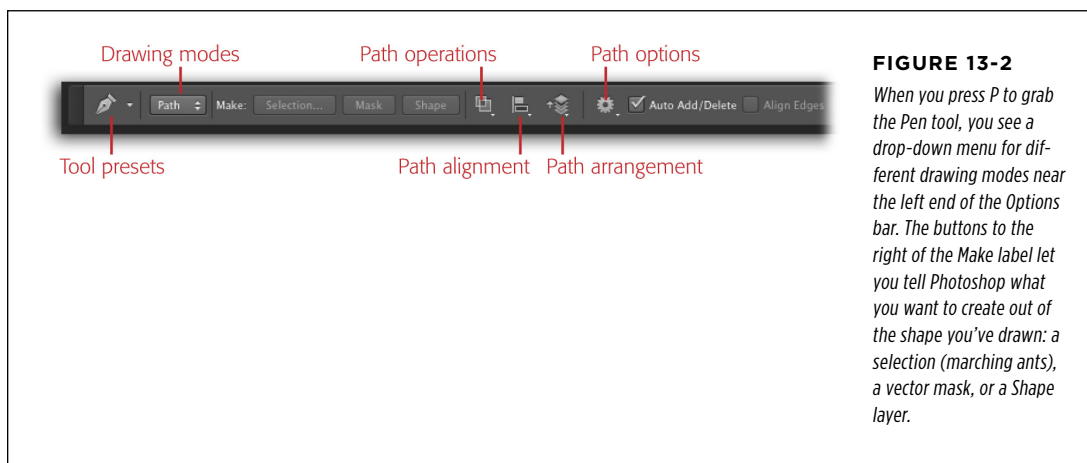 Drawing modes Path operations Path options
Path Make: Selection... Mask Shape Auto Add/Delete Align Edges
Tool presets Path alignment Path arrangement
FIGURE 13-2
When you press P to grab
the Pen tool, you see a
drop-down menu for dif-
ferent drawing modes near
the left end of the Options
bar. The buttons to the
right of the Make label let
you tell Photoshop what
you want to create out of
the shape you’ve drawn: a
selection (marching ants),
a vector mask, or a Shape
layer.